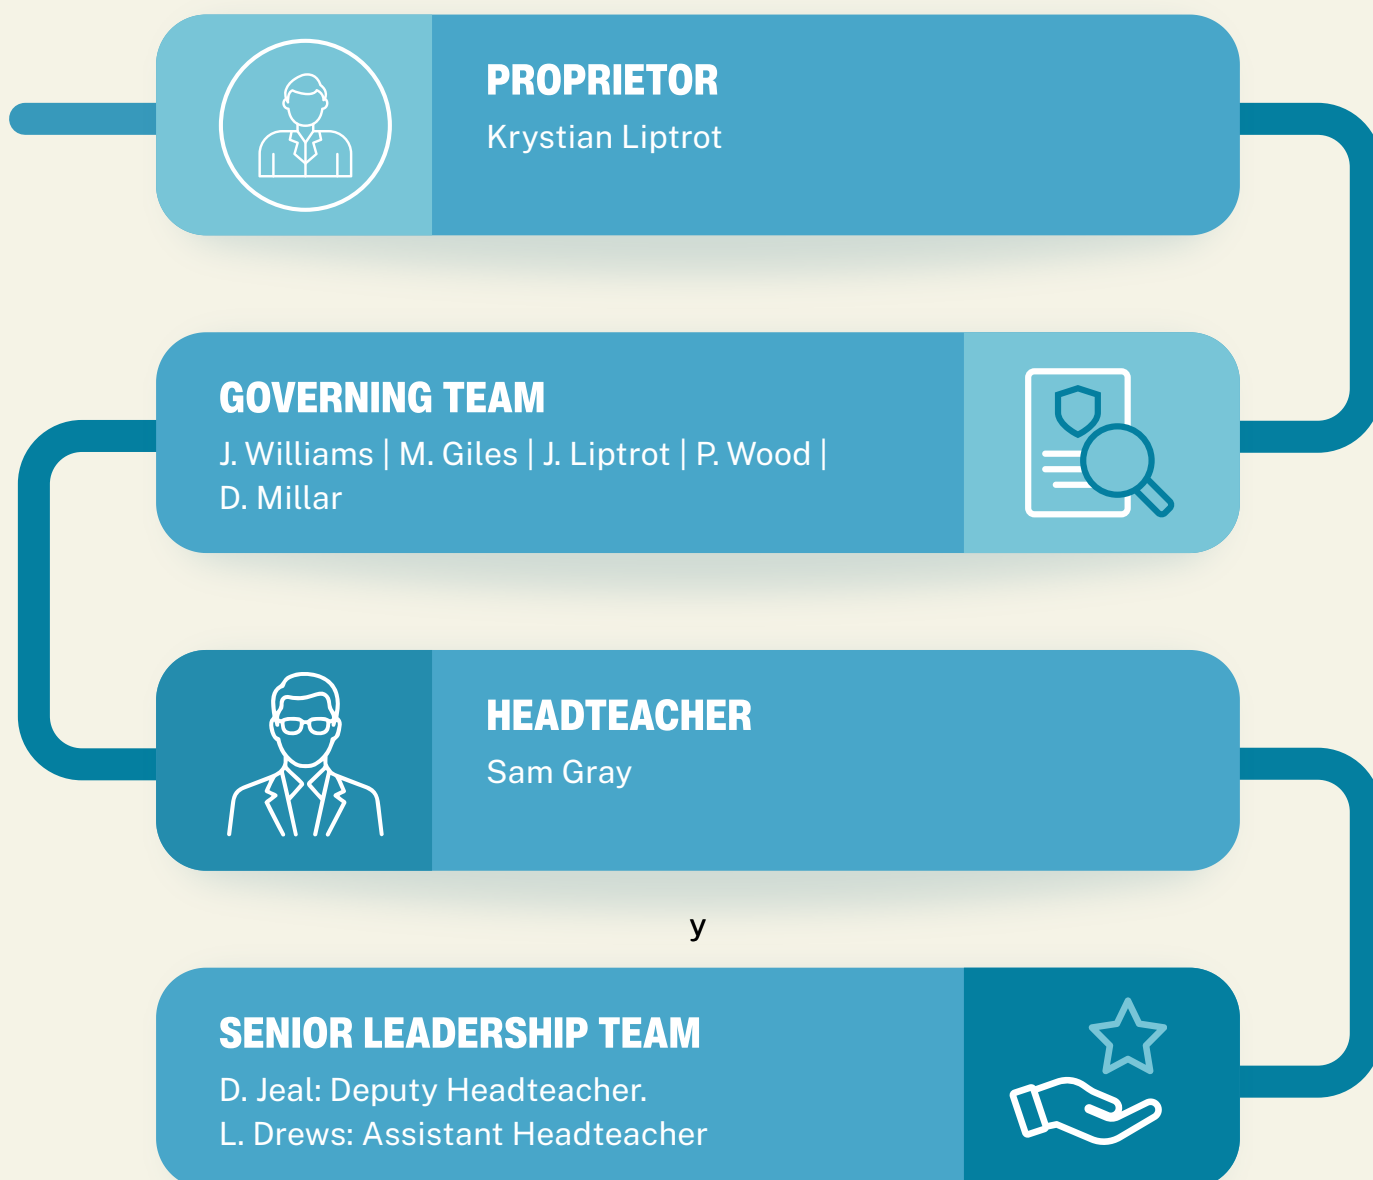 PROPRIETOR
Krystian Liptrot
GOVERNING TEAM
J. Williams | M. Giles | J. Liptrot | P. Wood |
D. Millar
HEADTEACHER
Sam Gray
y
SENIOR LEADERSHIP TEAM
D. Jeal: Deputy Headteacher.
L. Drews: Assistant Headteacher